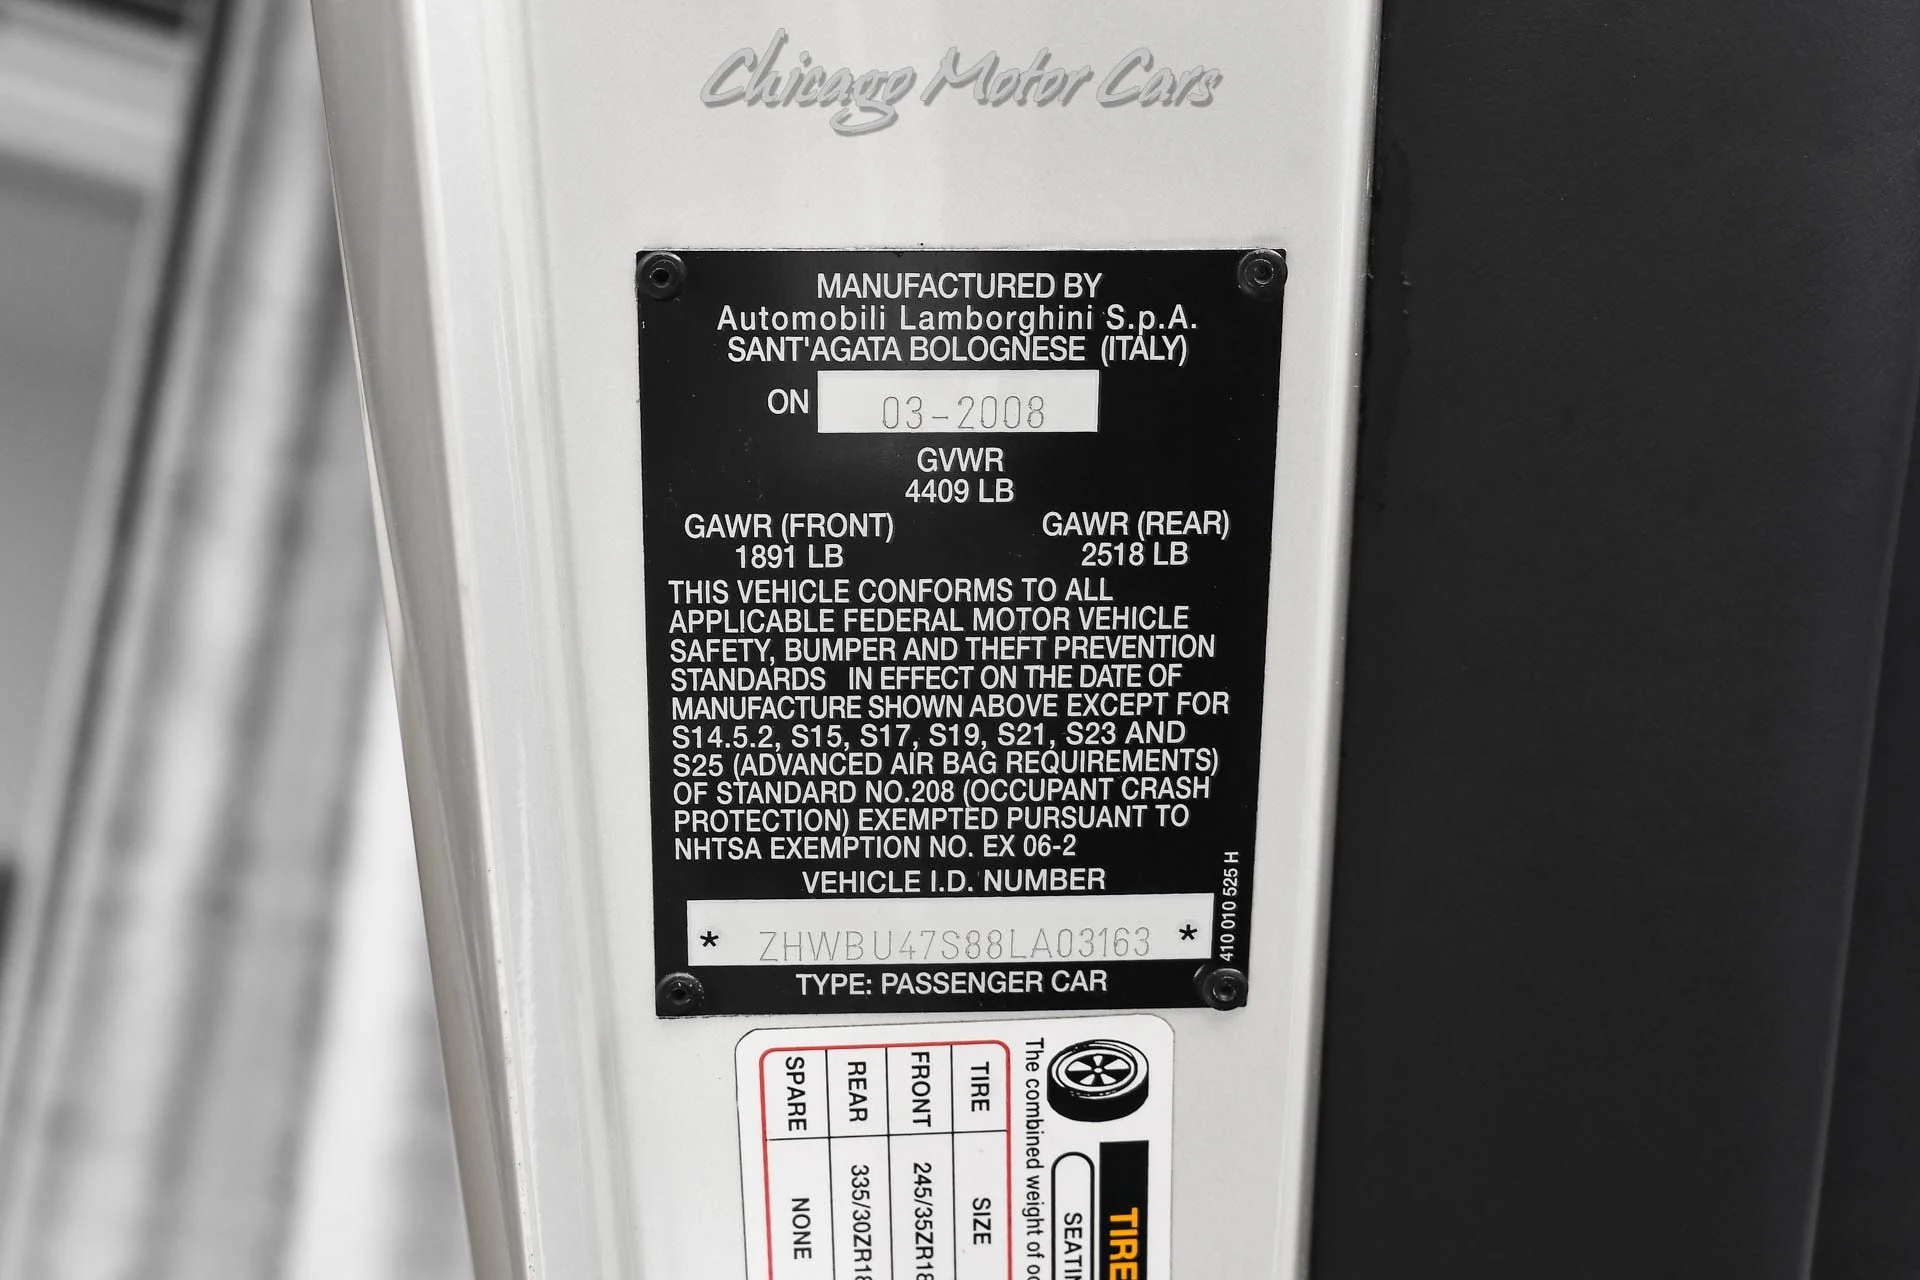 Chicago Motor Cars
MANUFACTURED BY
Automobili Lamborghini S.p.A.
SANT'AGATA BOLOGNESE (ITALY)
ON 03-2008
GVWR
4409 LB
GAWR (FRONT) GAWR (REAR)
1891 LB 2518 LB
THIS VEHICLE CONFORMS TO ALL
APPLICABLE FEDERAL MOTOR VEHICLE
SAFETY, BUMPER AND THEFT PREVENTION
STANDARDS IN EFFECT ON THE DATE OF
MANUFACTURE SHOWN ABOVE EXCEPT FOR
S14.5.2, S15, S17, S19, S21, S23 AND
S25 (ADVANCED AIR BAG REQUIREMENTS)
OF STANDARD NO.208 (OCCUPANT CRASH
PROTECTION) EXEMPTED PURSUANT TO
NHTSA EXEMPTION NO. EX 06-2
VEHICLE I.D. NUMBER
* ZHWBU47S88LA03163 *
TYPE: PASSENGER CAR
410 010 525 H
TIRE
SEATIN
The combined weight of oc
TIRE SIZE
FRONT 245/35ZR18
REAR 335/30ZR18
SPARE NONE